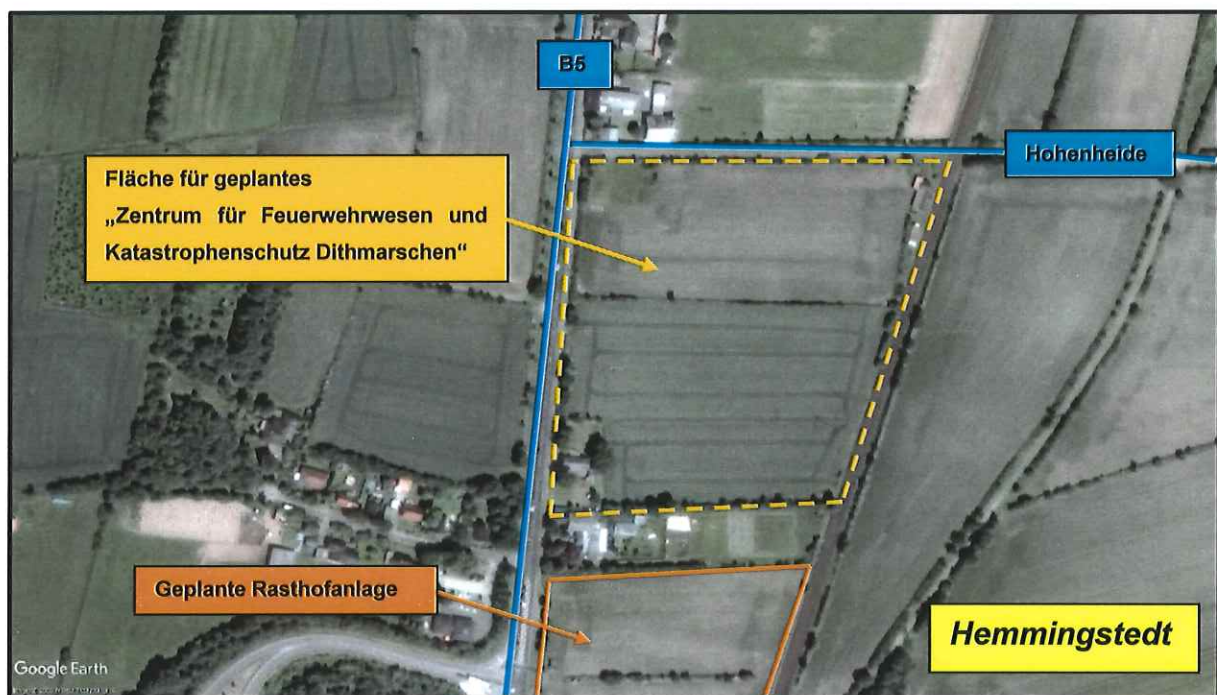 B5
Hohenheide
Fläche für geplantes
„Zentrum für Feuerwehrwesen und
Katastrophenschutz Dithmarschen“
Geplante Rasthofanlage
Hemmingstedt
Google Earth